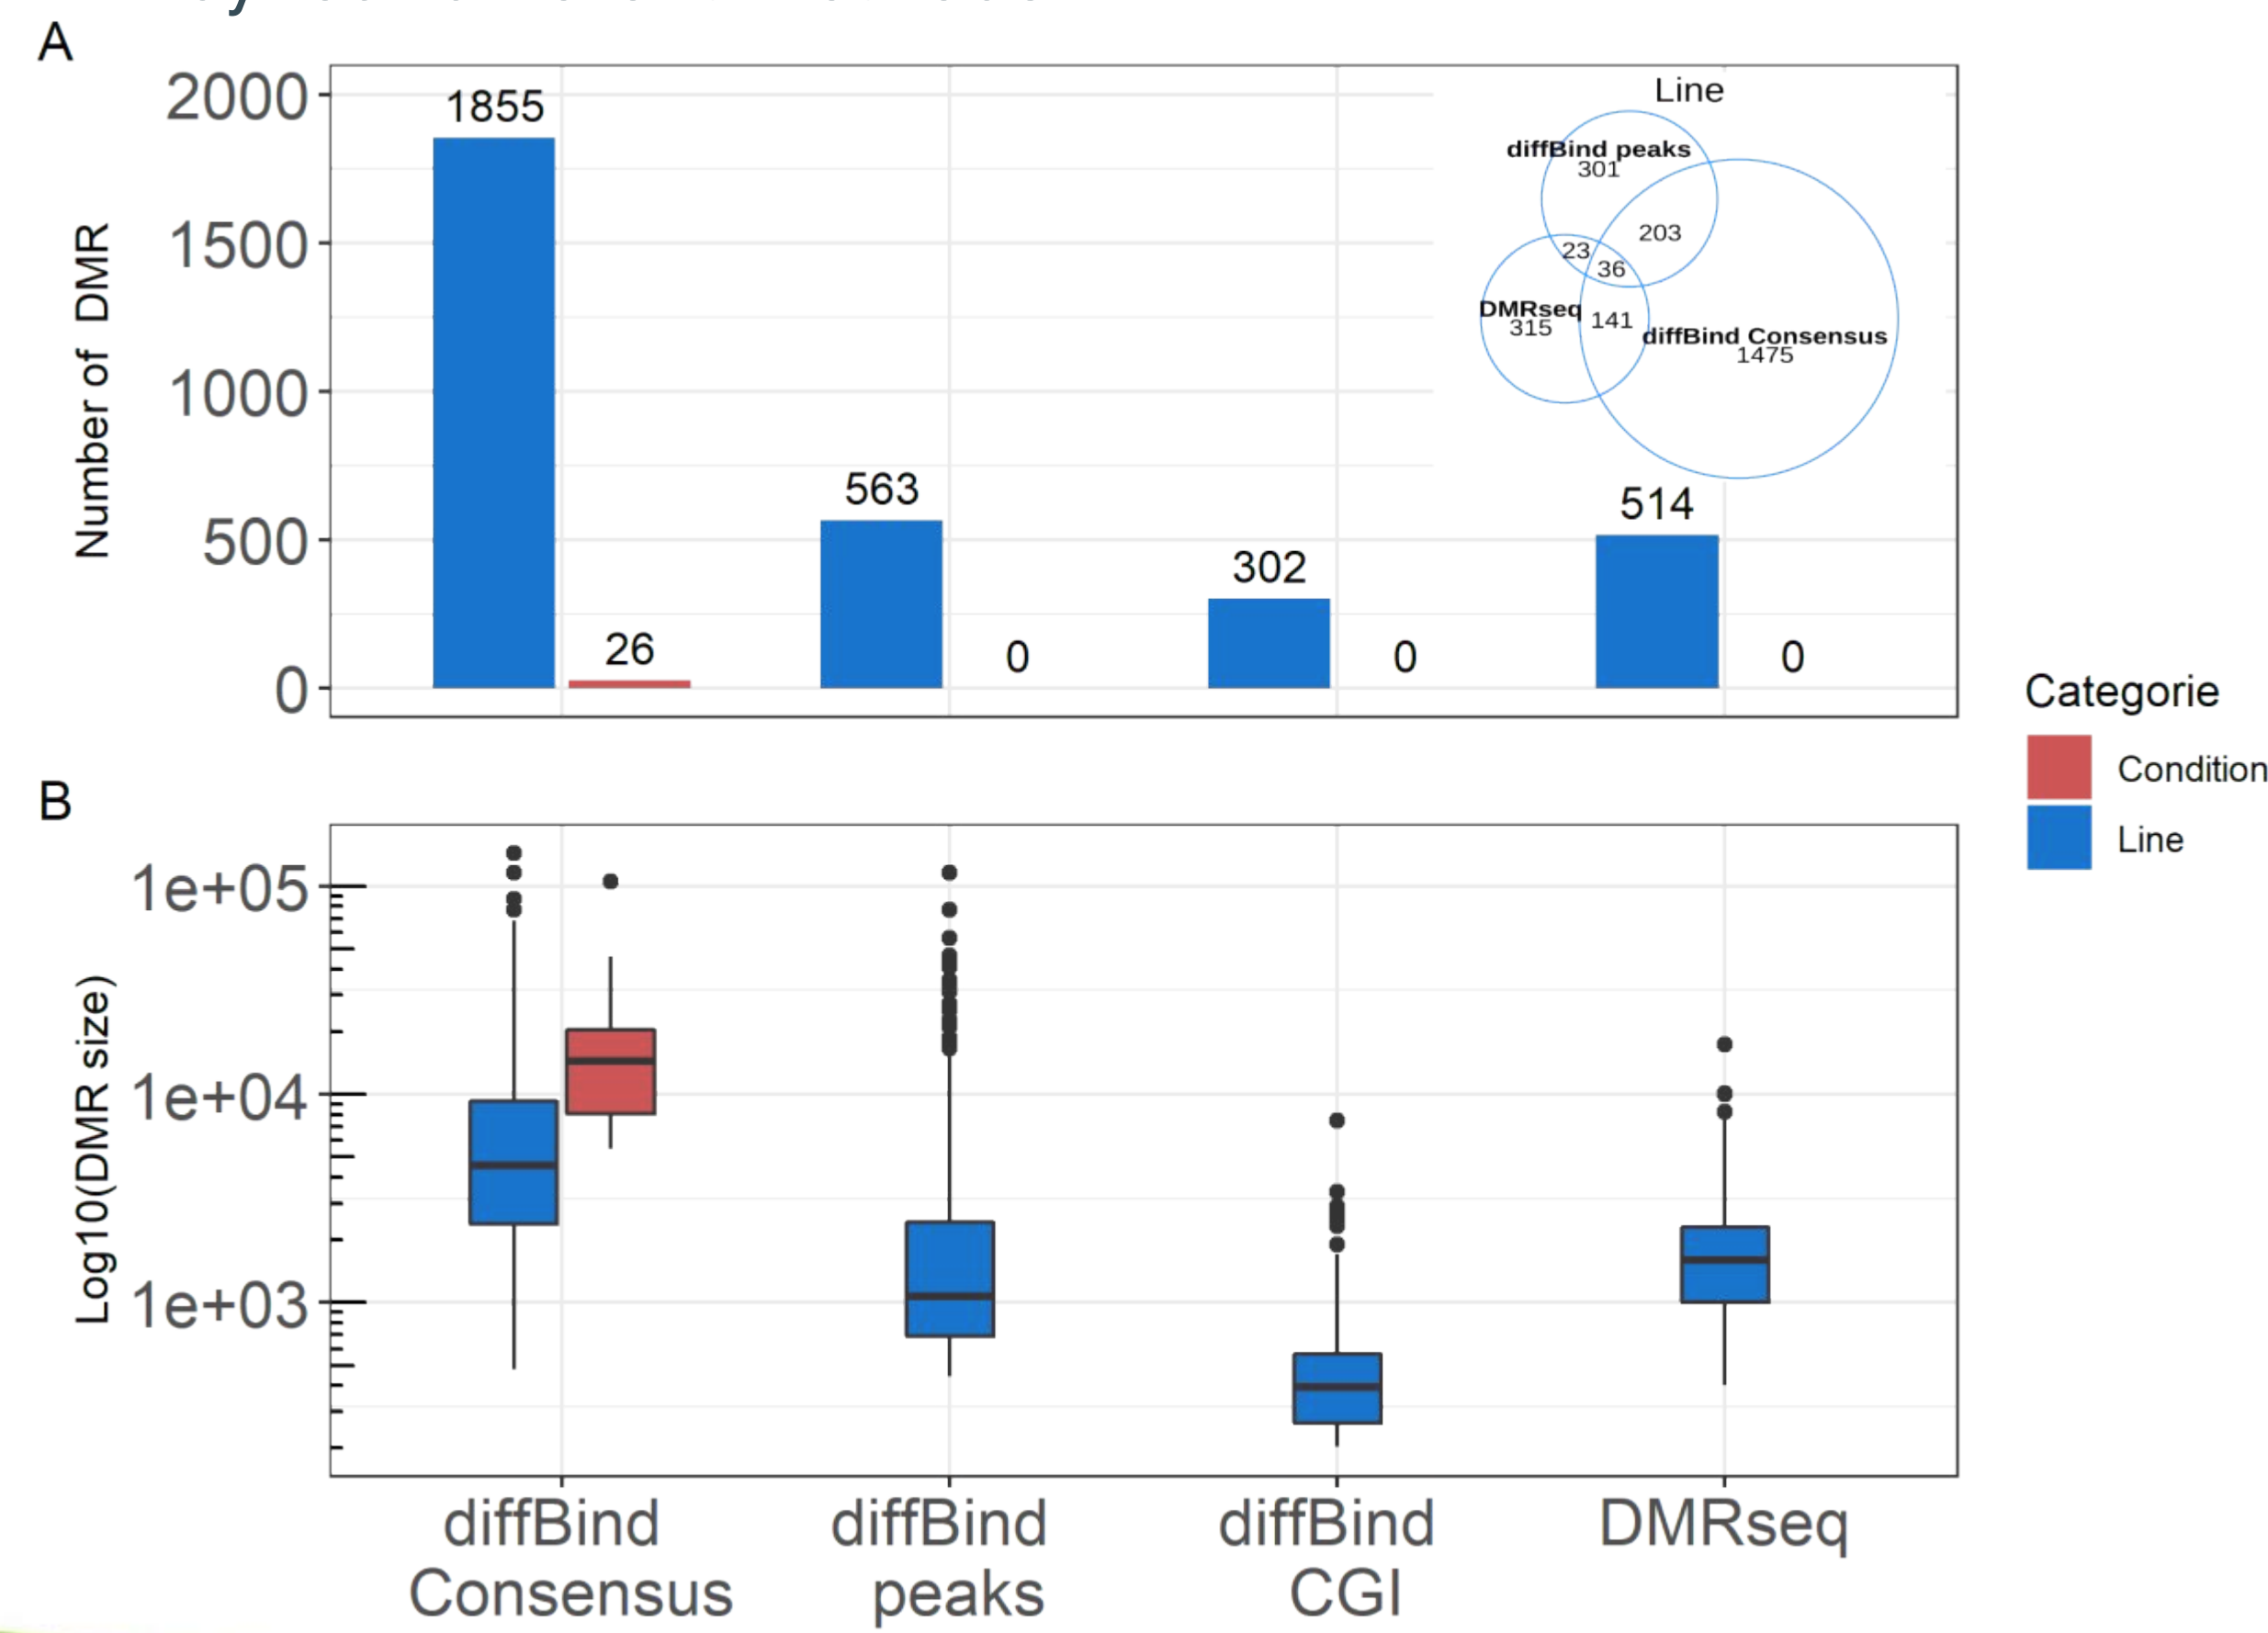 A
Number of DMR
2000
1500
1000
500
0
1855
26
563
0
302
0
514
0
Line
diffBind peaks
301
203
23
36
DMRseq
315
141
diffBind Consensus
1475
Categorie
Condition
Line
B
Log10(DMR size)
1e+05
1e+04
1e+03
diffBind
Consensus
diffBind
peaks
diffBind
CGI
DMRseq